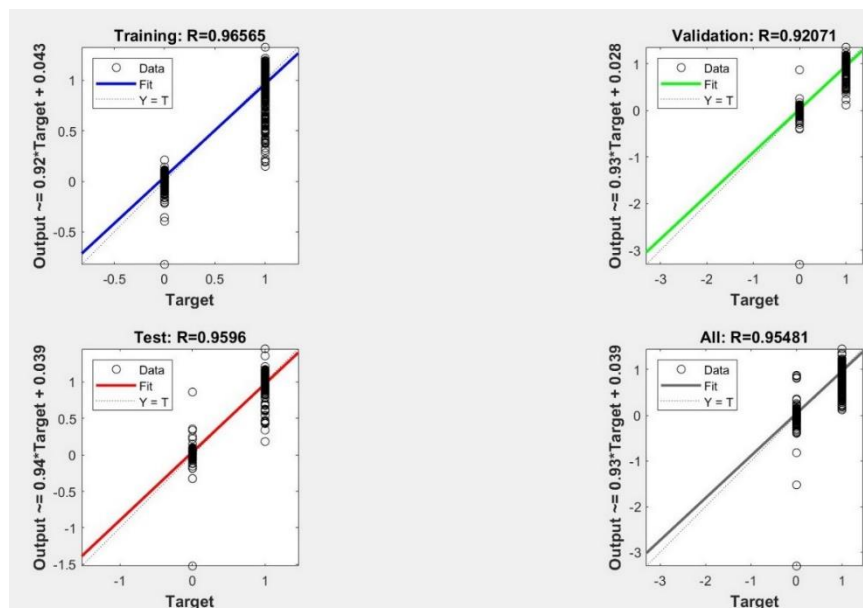 Training: R=0.96565
Output ~= 0.92*Target + 0.043
Data
Fit
Y = T
1
0.5
0
-0.5
-0.5
0
0.5
1
Target
Validation: R=0.92071
Output ~= 0.93*Target + 0.028
Data
Fit
Y = T
1
0
-1
-2
-3
-3
-2
-1
0
1
Target
Test: R=0.9596
Output ~= 0.94*Target + 0.039
Data
Fit
Y = T
1
0.5
0
-0.5
-1
-1.5
-1
0
1
Target
All: R=0.95481
Output ~= 0.93*Target + 0.039
Data
Fit
Y = T
1
0
-1
-2
-3
-3
-2
-1
0
1
Target